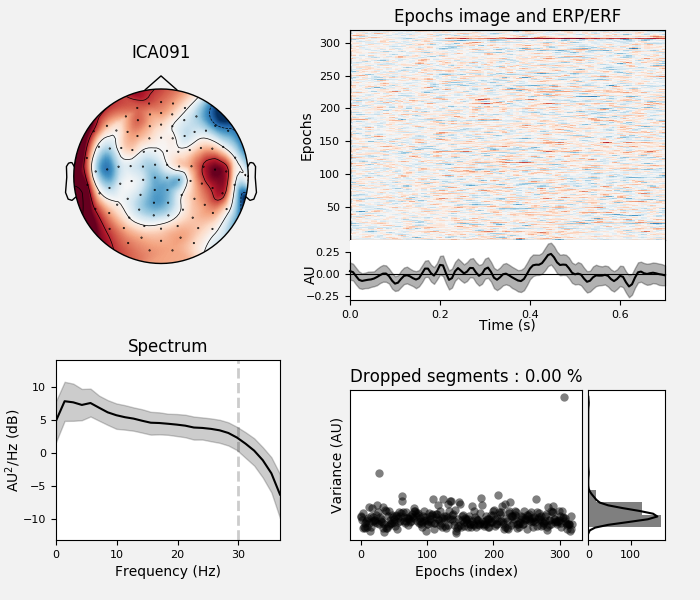 ICA091
Epochs image and ERP/ERF
Epochs
300
250
200
150
100
50
AU
0.25
0.00
−0.25
0.0 0.2 0.4 0.6
Time (s)
Spectrum
AU²/Hz (dB)
10
5
0
−5
−10
0 10 20 30
Frequency (Hz)
Dropped segments : 0.00 %
Variance (AU)
0 100 200 300
Epochs (index)
0 100